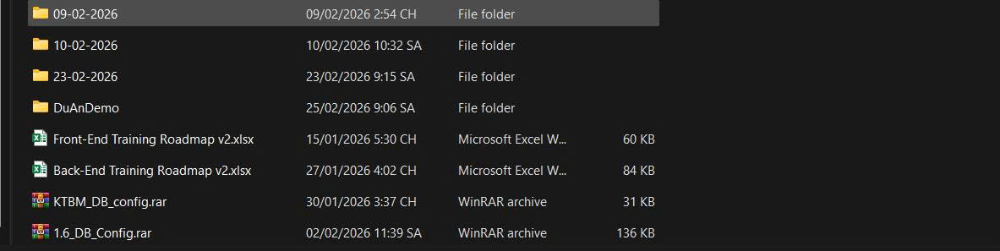 09-02-2026 09/02/2026 2:54 CH File folder
10-02-2026 10/02/2026 10:32 SA File folder
23-02-2026 23/02/2026 9:15 SA File folder
DuAnDemo 25/02/2026 9:06 SA File folder
Front-End Training Roadmap v2.xlsx 15/01/2026 5:30 CH Microsoft Excel W... 60 KB
Back-End Training Roadmap v2.xlsx 27/01/2026 4:02 CH Microsoft Excel W... 84 KB
KTBM_DB_config.rar 30/01/2026 3:37 CH WinRAR archive 31 KB
1.6_DB_Config.rar 02/02/2026 11:39 SA WinRAR archive 136 KB